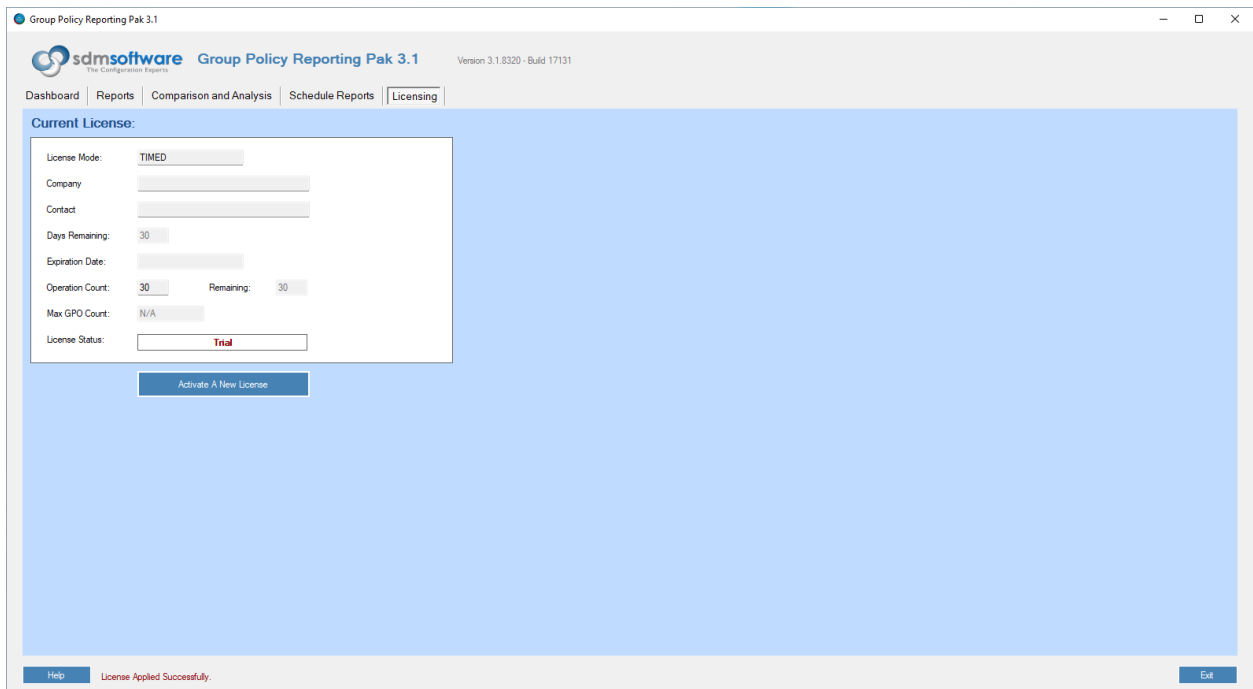 Group Policy Reporting Pak 3.1
sdmsoftware
The Configuration Experts
Group Policy Reporting Pak 3.1
Version 3.1.8320 - Build 17131
Dashboard Reports Comparison and Analysis Schedule Reports Licensing
Current License:
License Mode: TIMED
Company
Contact
Days Remaining: 30
Expiration Date:
Operation Count: 30 Remaining: 30
Max GPO Count: N/A
License Status: Trial
Activate A New License
Help License Applied Successfully. Exit